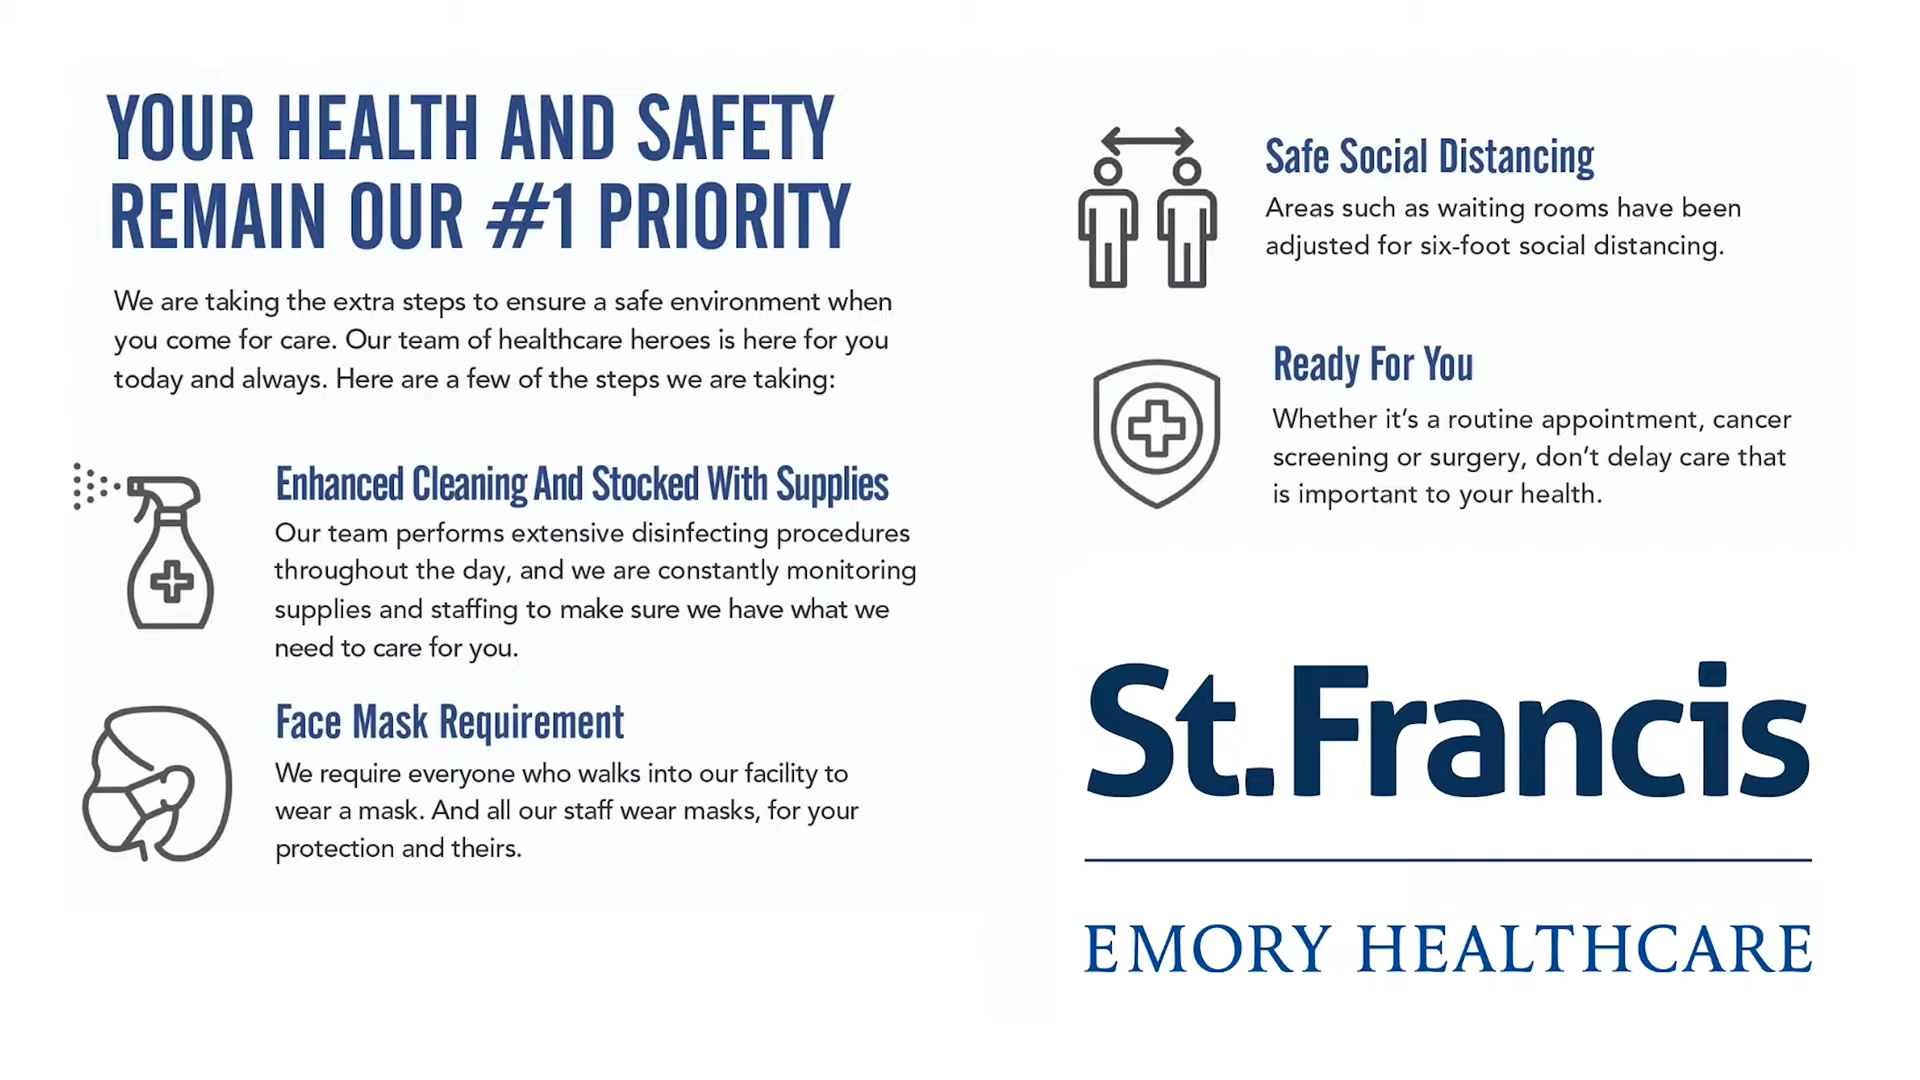 YOUR HEALTH AND SAFETY
REMAIN OUR #1 PRIORITY
We are taking the extra steps to ensure a safe environment when
you come for care. Our team of healthcare heroes is here for you
today and always. Here are a few of the steps we are taking:
Enhanced Cleaning And Stocked With Supplies
Our team performs extensive disinfecting procedures
throughout the day, and we are constantly monitoring
supplies and staffing to make sure we have what we
need to care for you.
Face Mask Requirement
We require everyone who walks into our facility to
wear a mask. And all our staff wear masks, for your
protection and theirs.
Safe Social Distancing
Areas such as waiting rooms have been
adjusted for six-foot social distancing.
Ready For You
Whether it’s a routine appointment, cancer
screening or surgery, don’t delay care that
is important to your health.
St.Francis
EMORY HEALTHCARE